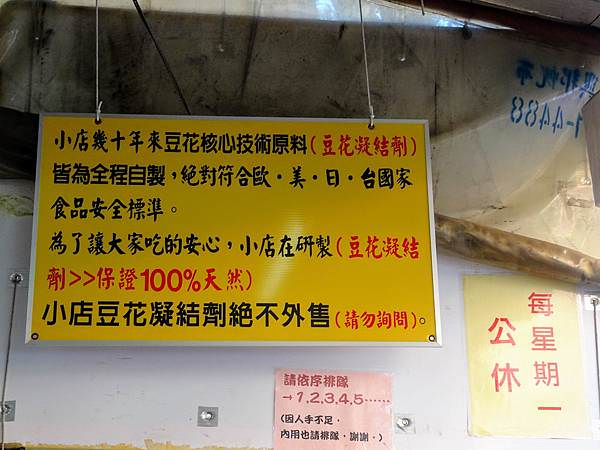 小店幾十年來豆花核心技術原料(豆花凝結劑)
皆為全程自製,絕對符合歐·美·日·台國家
食品安全標準。
為了讓大家吃的安心,小店在研製(豆花凝結
劑>>保證100%天然)
小店豆花凝結劑絕不外售(請勿詢問)。
每星期一
公休
請依序排隊
→1,2,3,4,5……
(因人手不足,
內用也請排隊,謝謝。)